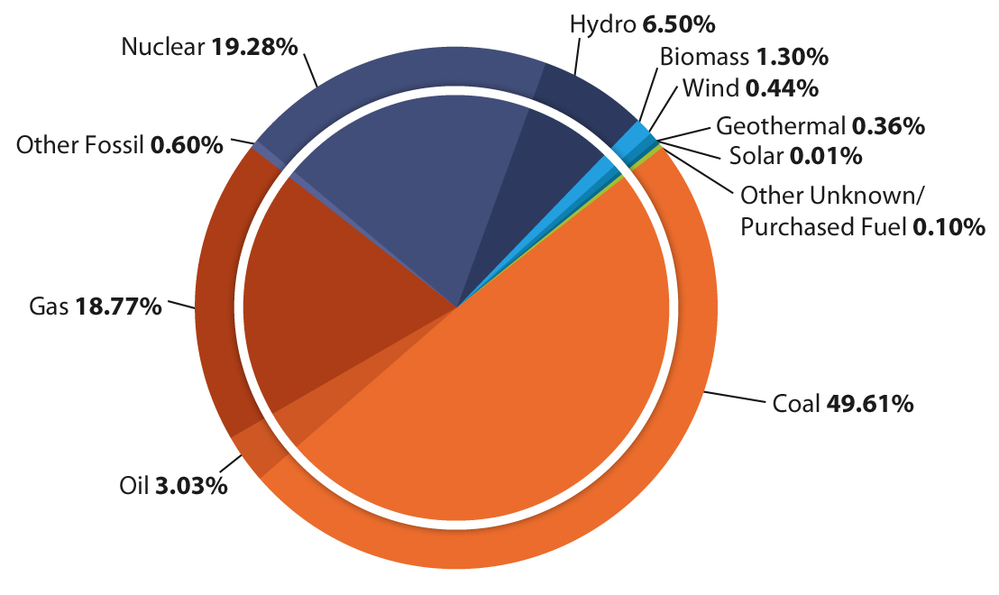 Hydro 6.50%
Nuclear 19.28%
Biomass 1.30%
Wind 0.44%
Geothermal 0.36%
Other Fossil 0.60%
Solar 0.01%
Other Unknown/
Purchased Fuel 0.10%
Gas 18.77%
Coal 49.61%
Oil 3.03%